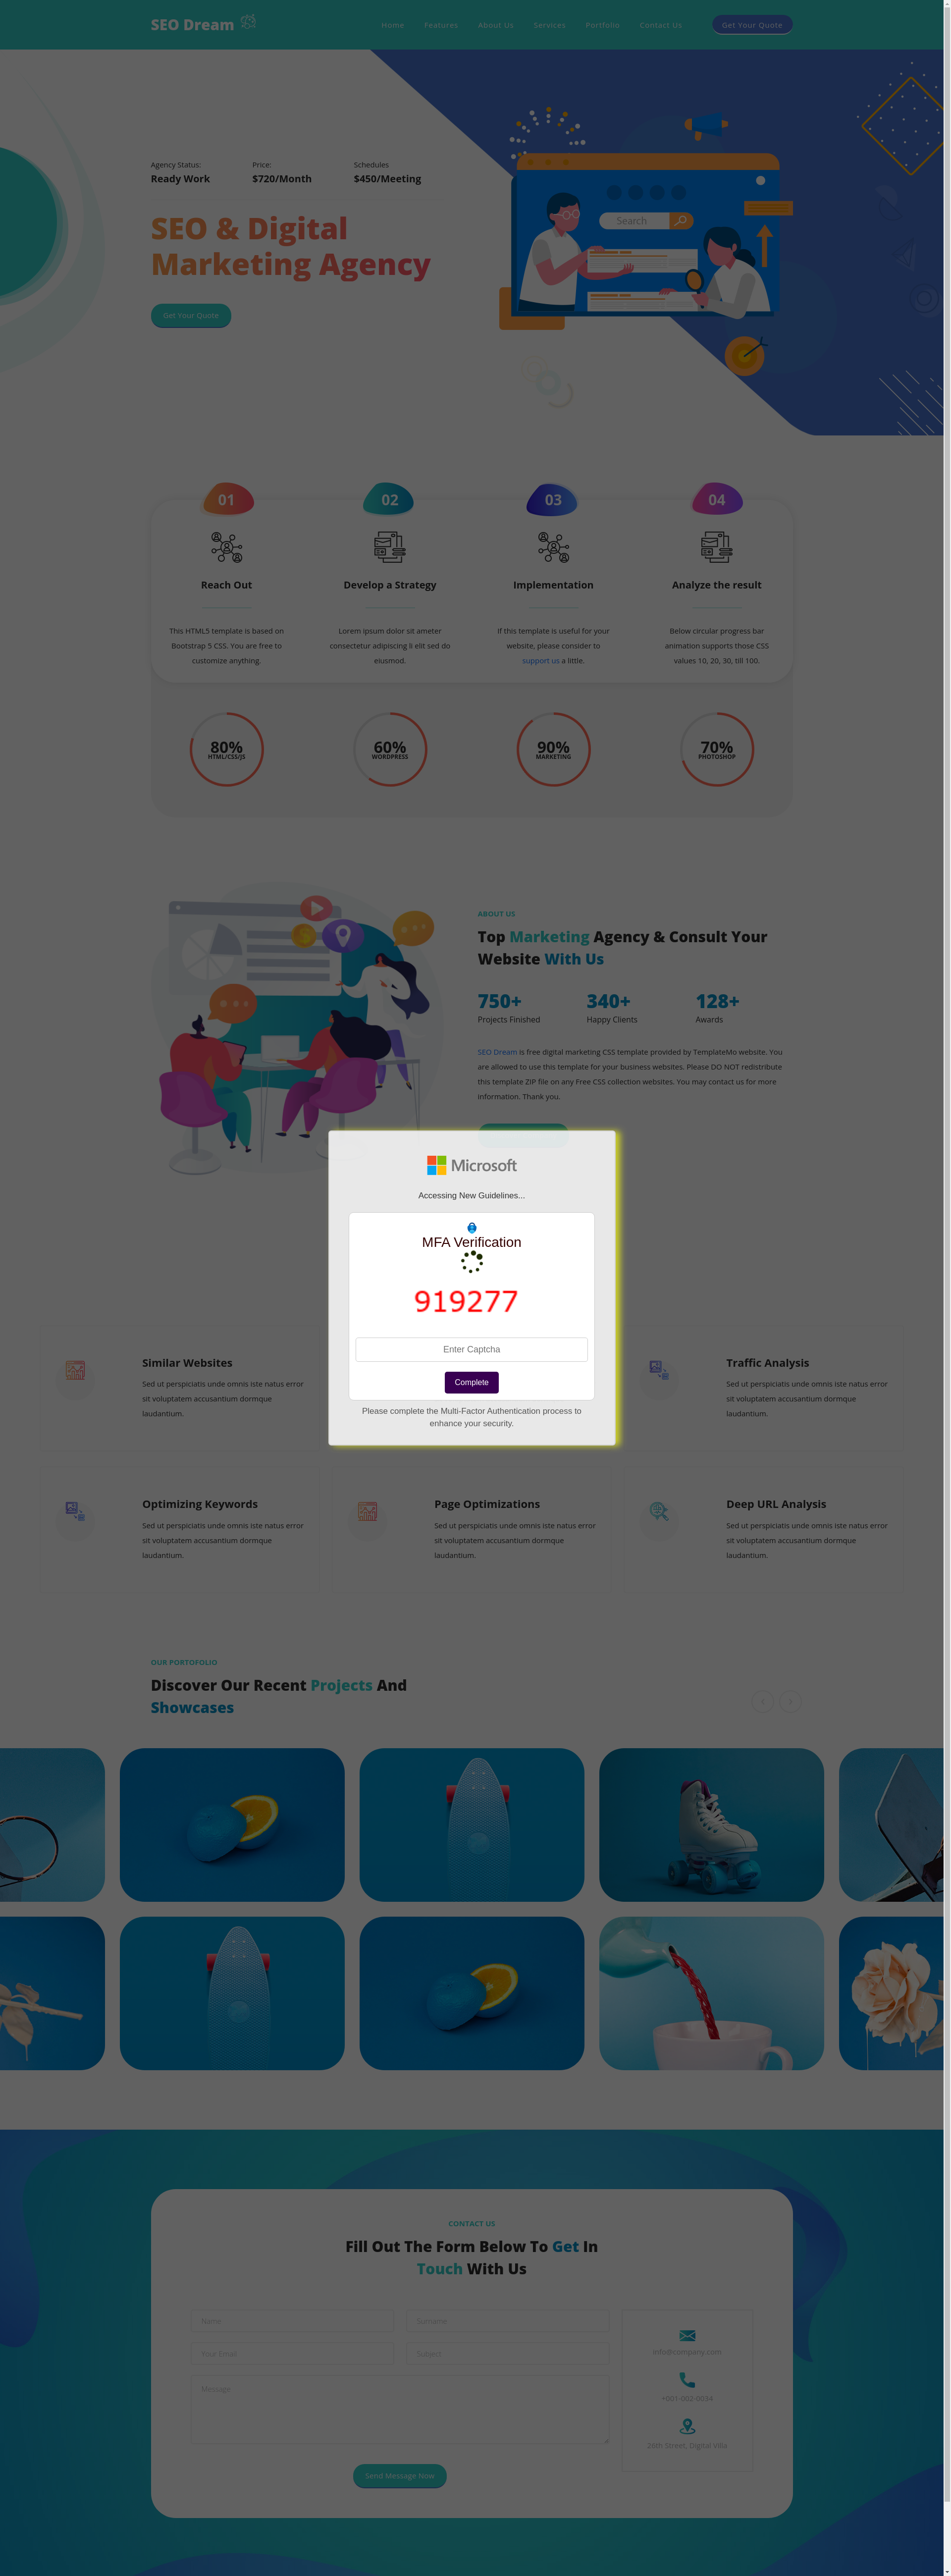 SEO Dream
Home
Features
About Us
Services
Portfolio
Contact Us
Get Your Quote
Agency Status:
Ready Work
Price:
$720/Month
Schedules
$450/Meeting
SEO & Digital
Marketing Agency
Get Your Quote
Search
01
Reach Out
This HTML5 template is based on
Bootstrap 5 CSS. You are free to
customize anything.
02
Develop a Strategy
Lorem ipsum dolor sit ameter
consectetur adipiscing li elit sed do
eiusmod.
03
Implementation
If this template is useful for your
website, please consider to
support us a little.
04
Analyze the result
Below circular progress bar
animation supports those CSS
values 10, 20, 30, till 100.
80%
HTML/CSS/JS
60%
WORDPRESS
90%
MARKETING
70%
PHOTOSHOP
ABOUT US
Top Marketing Agency & Consult Your
Website With Us
750+
Projects Finished
340+
Happy Clients
128+
Awards
SEO Dream is free digital marketing CSS template provided by TemplateMo website. You
are allowed to use this template for your business websites. Please DO NOT redistribute
this template ZIP file on any Free CSS collection websites. You may contact us for more
information. Thank you.
Microsoft
Accessing New Guidelines...
MFA Verification
919277
Enter Captcha
Complete
Please complete the Multi-Factor Authentication process to
enhance your security.
Similar Websites
Sed ut perspiciatis unde omnis iste natus error
sit voluptatem accusantium dormque
laudantium.
Traffic Analysis
Sed ut perspiciatis unde omnis iste natus error
sit voluptatem accusantium dormque
laudantium.
Optimizing Keywords
Sed ut perspiciatis unde omnis iste natus error
sit voluptatem accusantium dormque
laudantium.
Page Optimizations
Sed ut perspiciatis unde omnis iste natus error
sit voluptatem accusantium dormque
laudantium.
Deep URL Analysis
Sed ut perspiciatis unde omnis iste natus error
sit voluptatem accusantium dormque
laudantium.
OUR PORTOFOLIO
Discover Our Recent Projects And
Showcases
CONTACT US
Fill Out The Form Below To Get In
Touch With Us
Name
Surname
Your Email
Subject
Message
Send Message Now
info@company.com
+001-002-0034
26th Street, Digital Villa